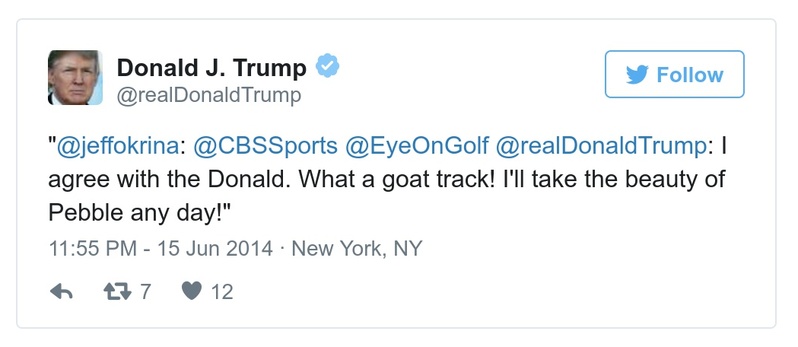 Donald J. Trump
Follow
@realDonaldTrump
"@jeffokrina: @CBSSports @EyeOnGolf @realDonaldTrump: I
agree with the Donald. What a goat track! I'll take the beauty of
Pebble any day!"
11:55 PM - 15 Jun 2014 · New York, NY
7 12